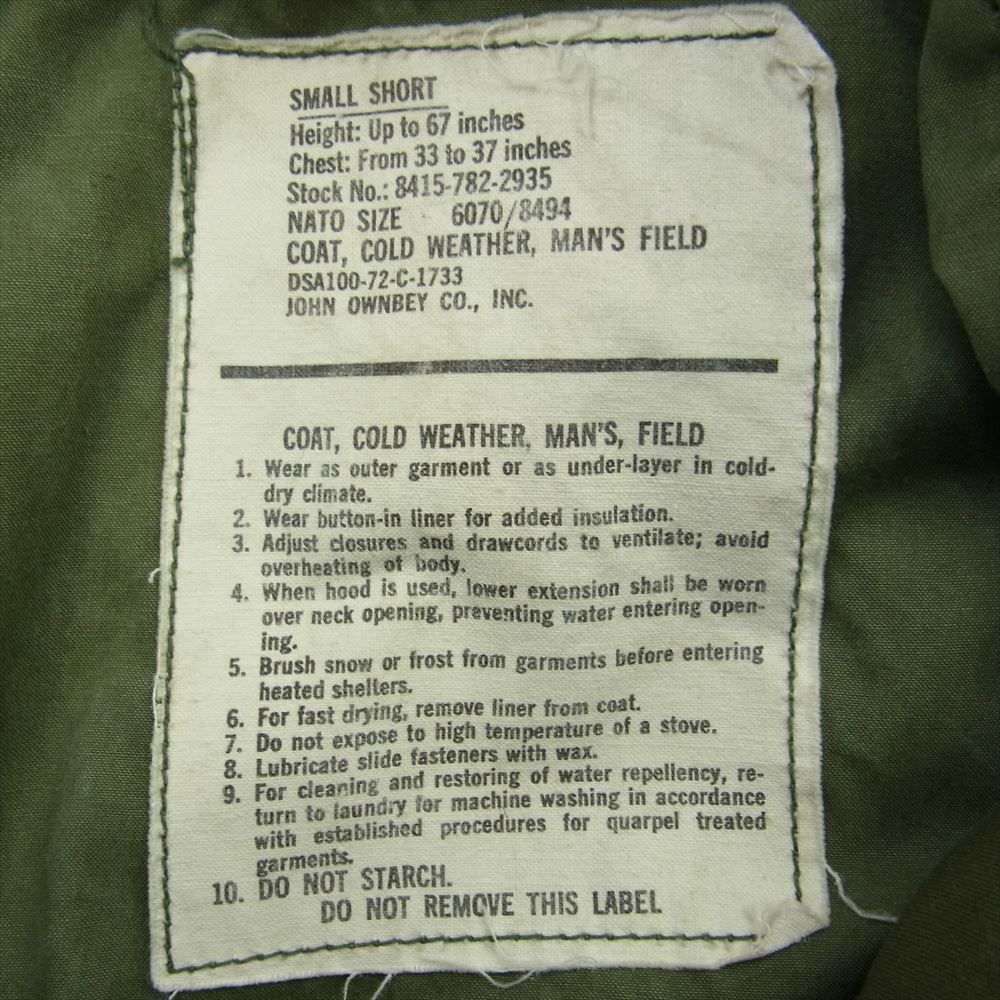 SMALL SHORT
Height: Up to 67 inches
Chest: From 33 to 37 inches
Stock No.: 8415-782-2935
NATO SIZE 6070/8494
COAT, COLD WEATHER, MAN'S FIELD
DSA100-72-C-1733
JOHN OWNBEY CO., INC.
COAT, COLD WEATHER, MAN'S, FIELD
1. Wear as outer garment or as under-layer in cold-
dry climate.
2. Wear button-in liner for added insulation.
3. Adjust closures and drawcords to ventilate; avoid
overheating of body.
4. When hood is used, lower extension shall be worn
over neck opening, preventing water entering open-
ing.
5. Brush snow or frost from garments before entering
heated shelters.
6. For fast drying, remove liner from coat.
7. Do not expose to high temperature of a stove.
8. Lubricate slide fasteners with wax.
9. For cleaning and restoring of water repellency, re-
turn to laundry for machine washing in accordance
with established procedures for quarpel treated
garments.
10. DO NOT STARCH.
DO NOT REMOVE THIS LABEL